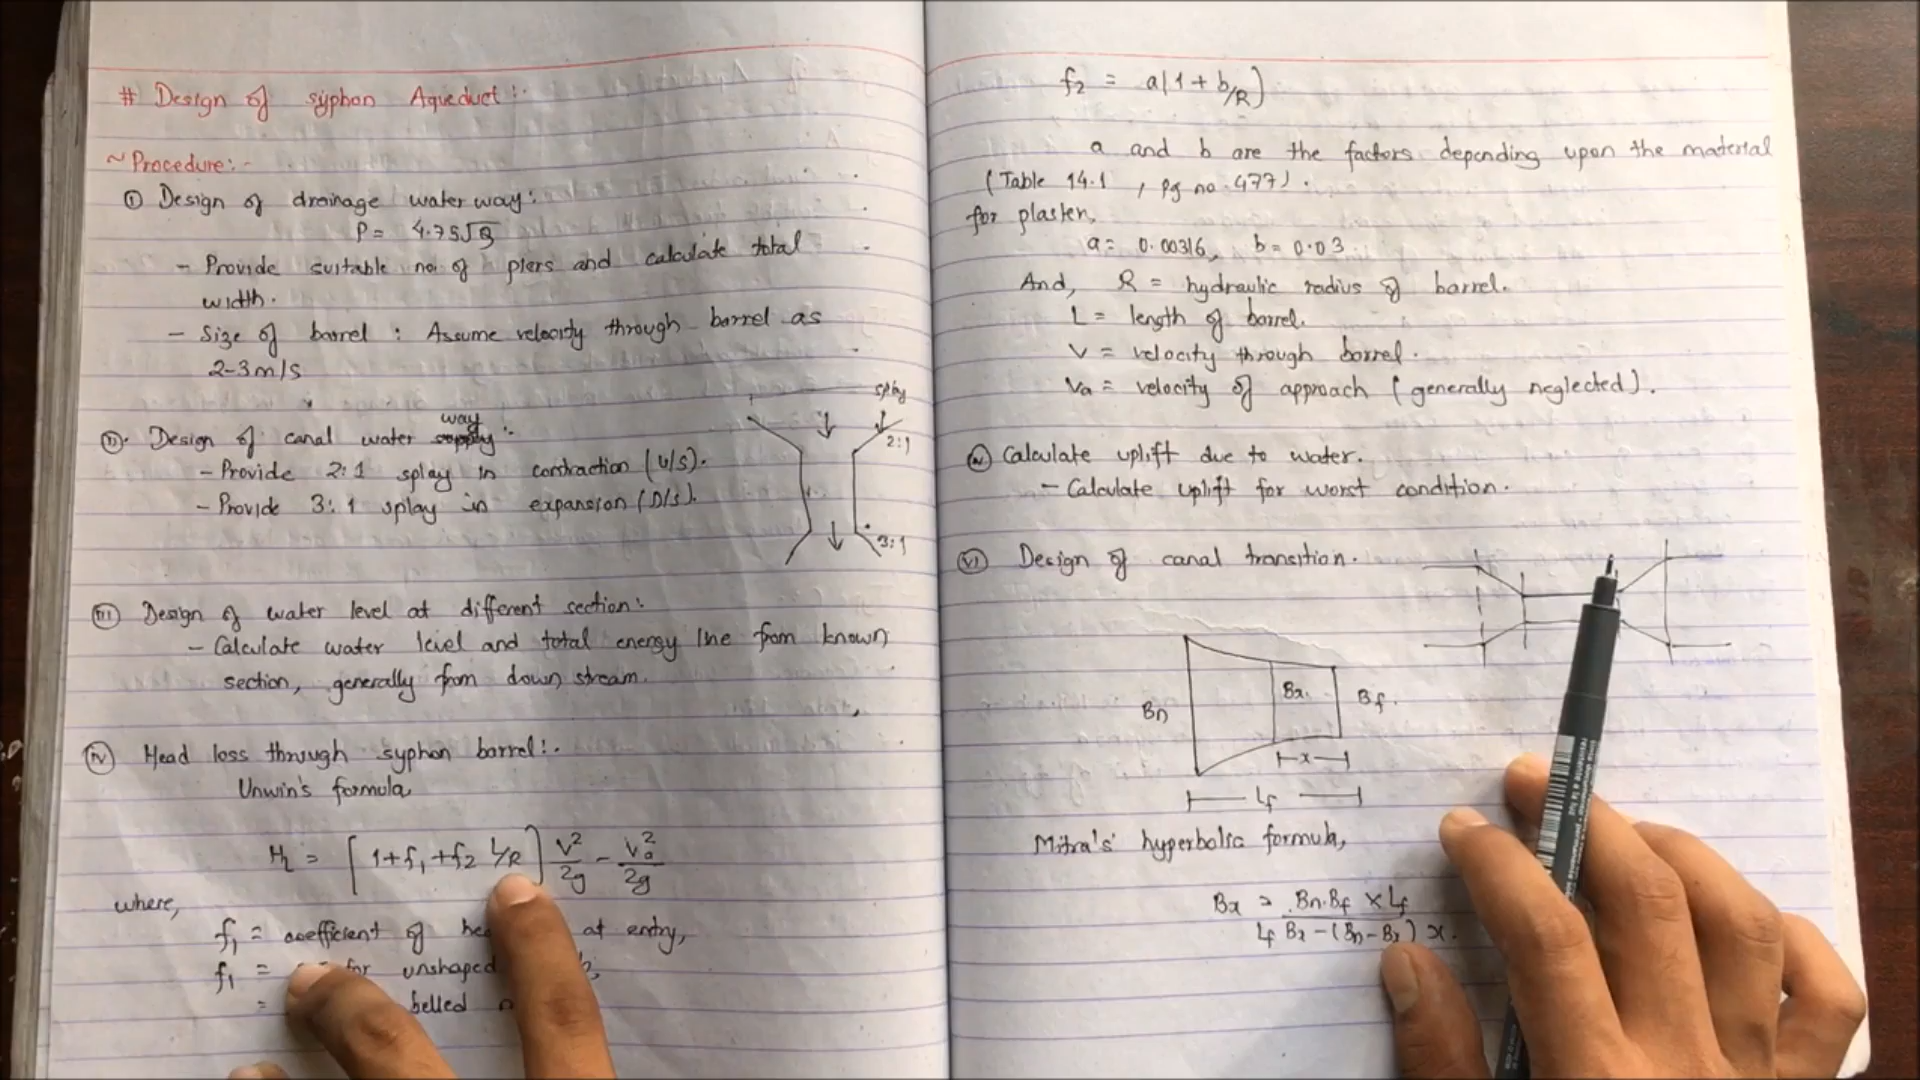 # Design of syphon Aqueduct:-
~ Procedure:-
① Design of drainage water way:
P = 4.75√Q
- Provide suitable no. of piers and calculate total
width.
- Size of barrel : Assume velocity through barrel as
2-3m/s
way
ⓘⓘ. Design of canal water :-
- Provide 2:1 splay in contraction (U/S).
- Provide 3:1 splay in expansion (D/S).
splay
2:1
3:1
ⓘⓘⓘ Design of water level at different section:
- Calculate water level and total energy line from known
section, generally from down stream.
ⓘⓥ Head loss through syphon barrel:-
Unwin's formula,
HL = [1+f1+f2 L/R] V²/2g - Va²/2g
where,
f1 = coefficient of at entry,
f1 = for unshaped
= belled
f2 = a(1+b/R)
a and b are the factors depending upon the material
(Table 14.1, pg no. 477).
for plaster,
a = 0.00316, b = 0.03
And, R = hydraulic radius of barrel.
L = length of barrel.
V = velocity through barrel.
Va = velocity of approach (generally neglected).
ⓥ Calculate uplift due to water.
- Calculate uplift for worst condition.
ⓥⓘ Design of canal transition.
Bn Bx. Bf.
x
Lf
Mitra's hyperbolic formula,
Bx = Bn.Bf × Lf
Lf Bx - (Bn - Bx) x.